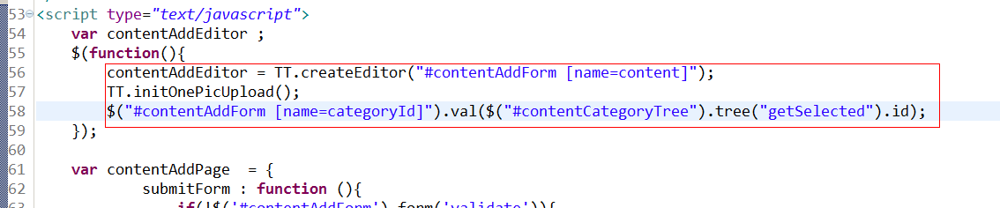 53 <script type="text/javascript">
54 var contentAddEditor ;
55 $(function(){
56 contentAddEditor = TT.createEditor("#contentAddForm [name=content]");
57 TT.initOnePicUpload();
58 $("#contentAddForm [name=categoryId]").val($("#contentCategoryTree").tree("getSelected").id);
59 });
60
61 var contentAddPage = {
62 submitForm : function (){
63 if(!$('#contentAddForm').form('validate')){